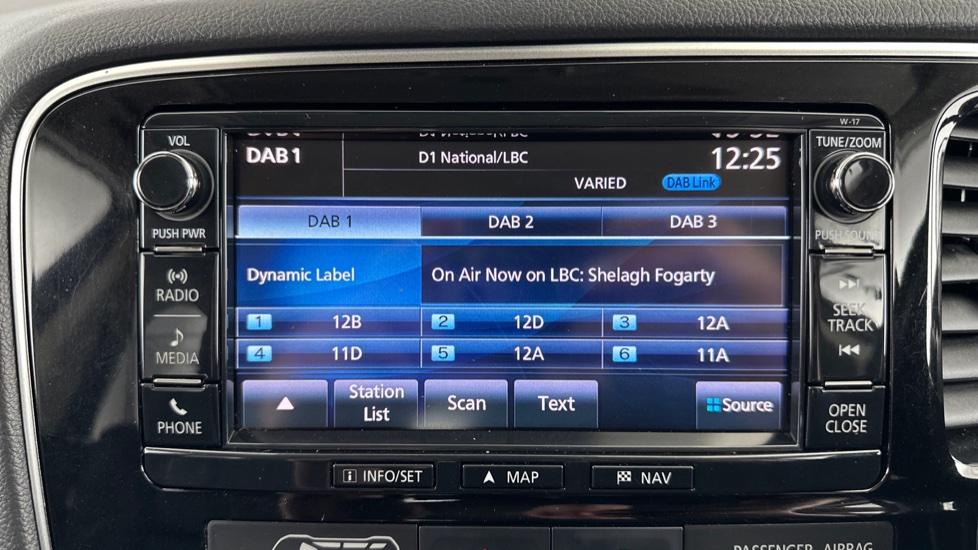 W-17
VOL
TUNE/ZOOM
DAB1
D1 National/LBC
12:25
VARIED
DAB Link
PUSH PWR
PUSH SOUND
DAB 1
DAB 2
DAB 3
RADIO
MEDIA
PHONE
Dynamic Label
On Air Now on LBC: Shelagh Fogarty
SEEK
TRACK
1 12B
2 12D
3 12A
4 11D
5 12A
6 11A
Station
List
Scan
Text
Source
OPEN
CLOSE
i INFO/SET
MAP
NAV
PASSENGER AIRBAG